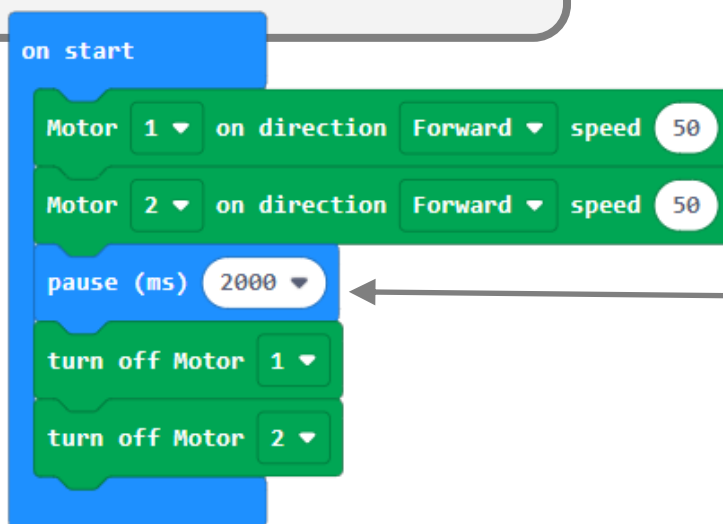 on start
Motor 1 on direction Forward speed 50
Motor 2 on direction Forward speed 50
pause (ms) 2000
turn off Motor 1
turn off Motor 2